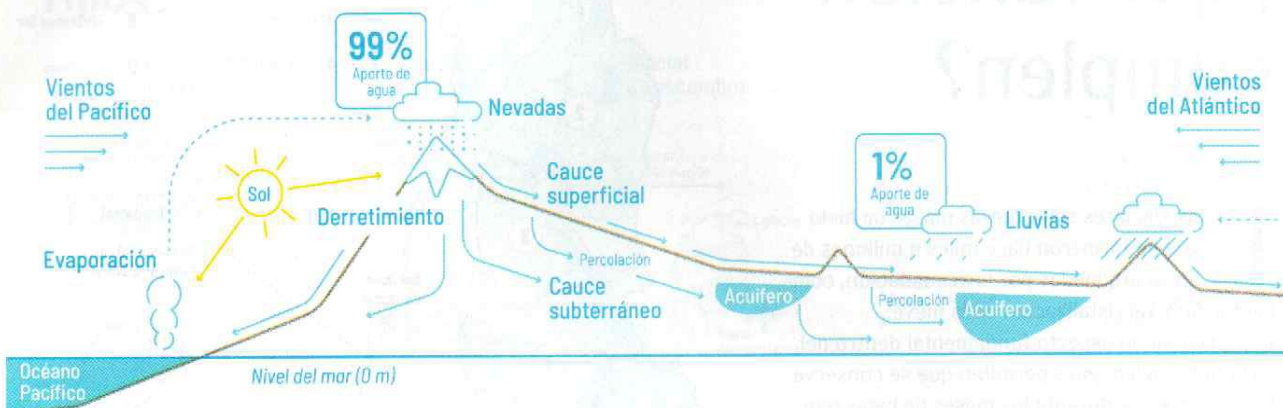 Vientos
del Pacífico
99%
Aporte de
agua
Nevadas
Vientos
del Atlántico
Sol
Derretimiento
Cauce
superficial
1%
Aporte de
agua
Lluvias
Evaporación
Percolación
Cauce
subterráneo
Acuífero
Percolación
Acuífero
Océano
Pacífico
Nivel del mar (0 m)